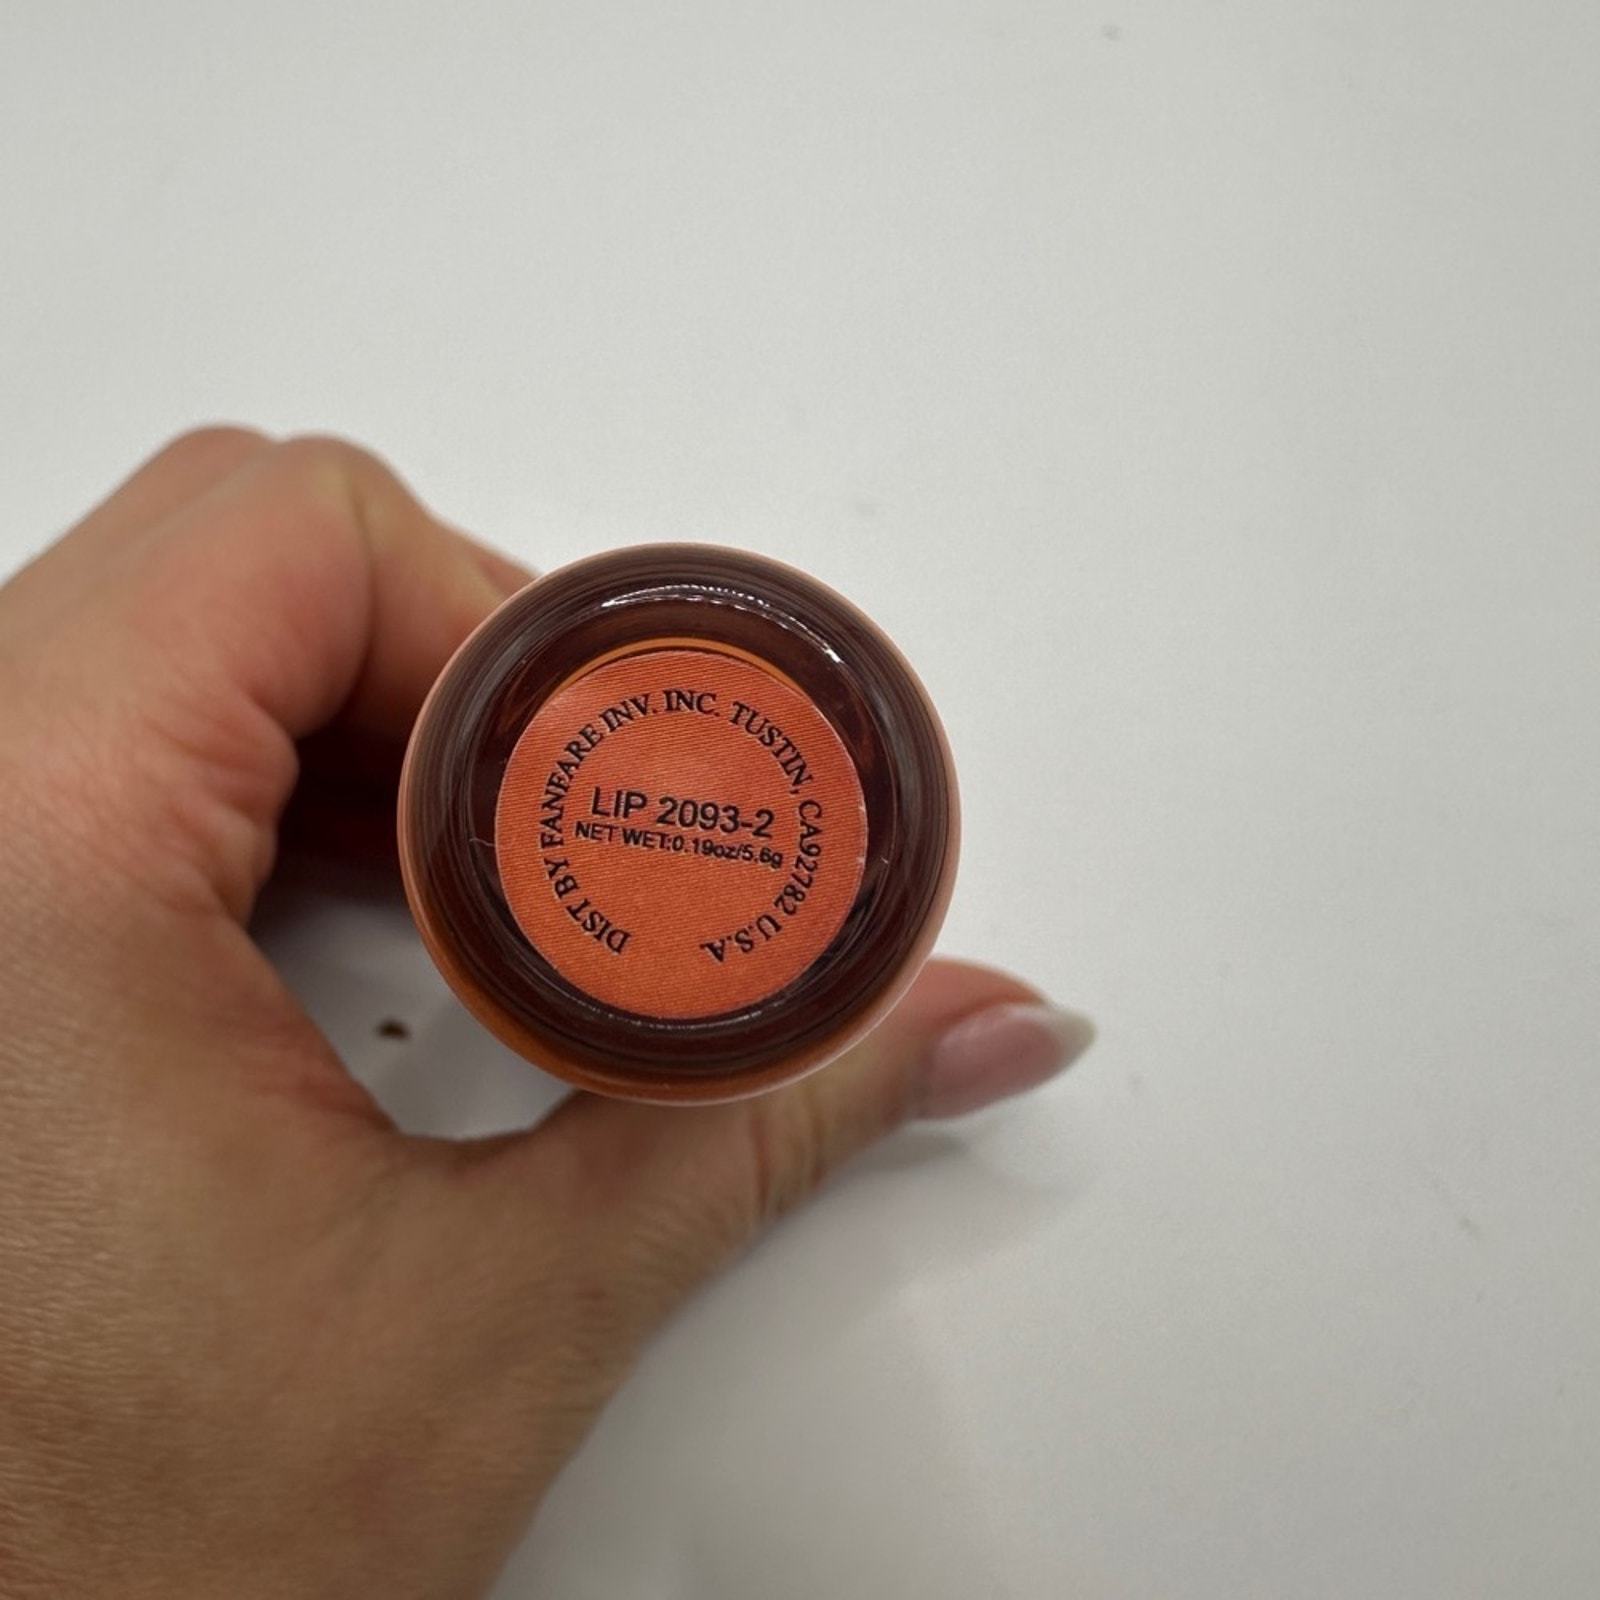 DIST BY FANFARE INV. INC. TUSTIN, CA92782 U.S.A.
LIP 2093-2
NET WET:0.19oz/5.6g